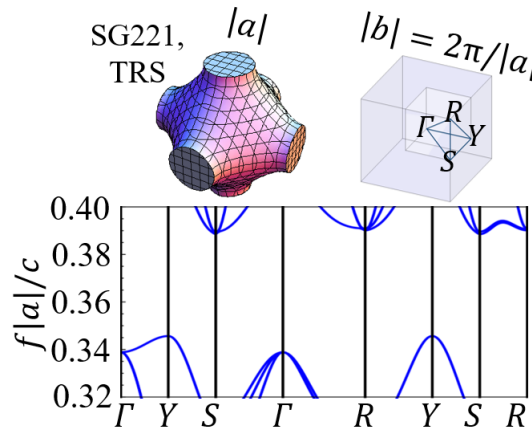 SG221,
TRS
|a|
|b| = 2π/|a|
Γ R Y S
f|a|/c
0.40
0.38
0.36
0.34
0.32
Γ Y S Γ R Y S R